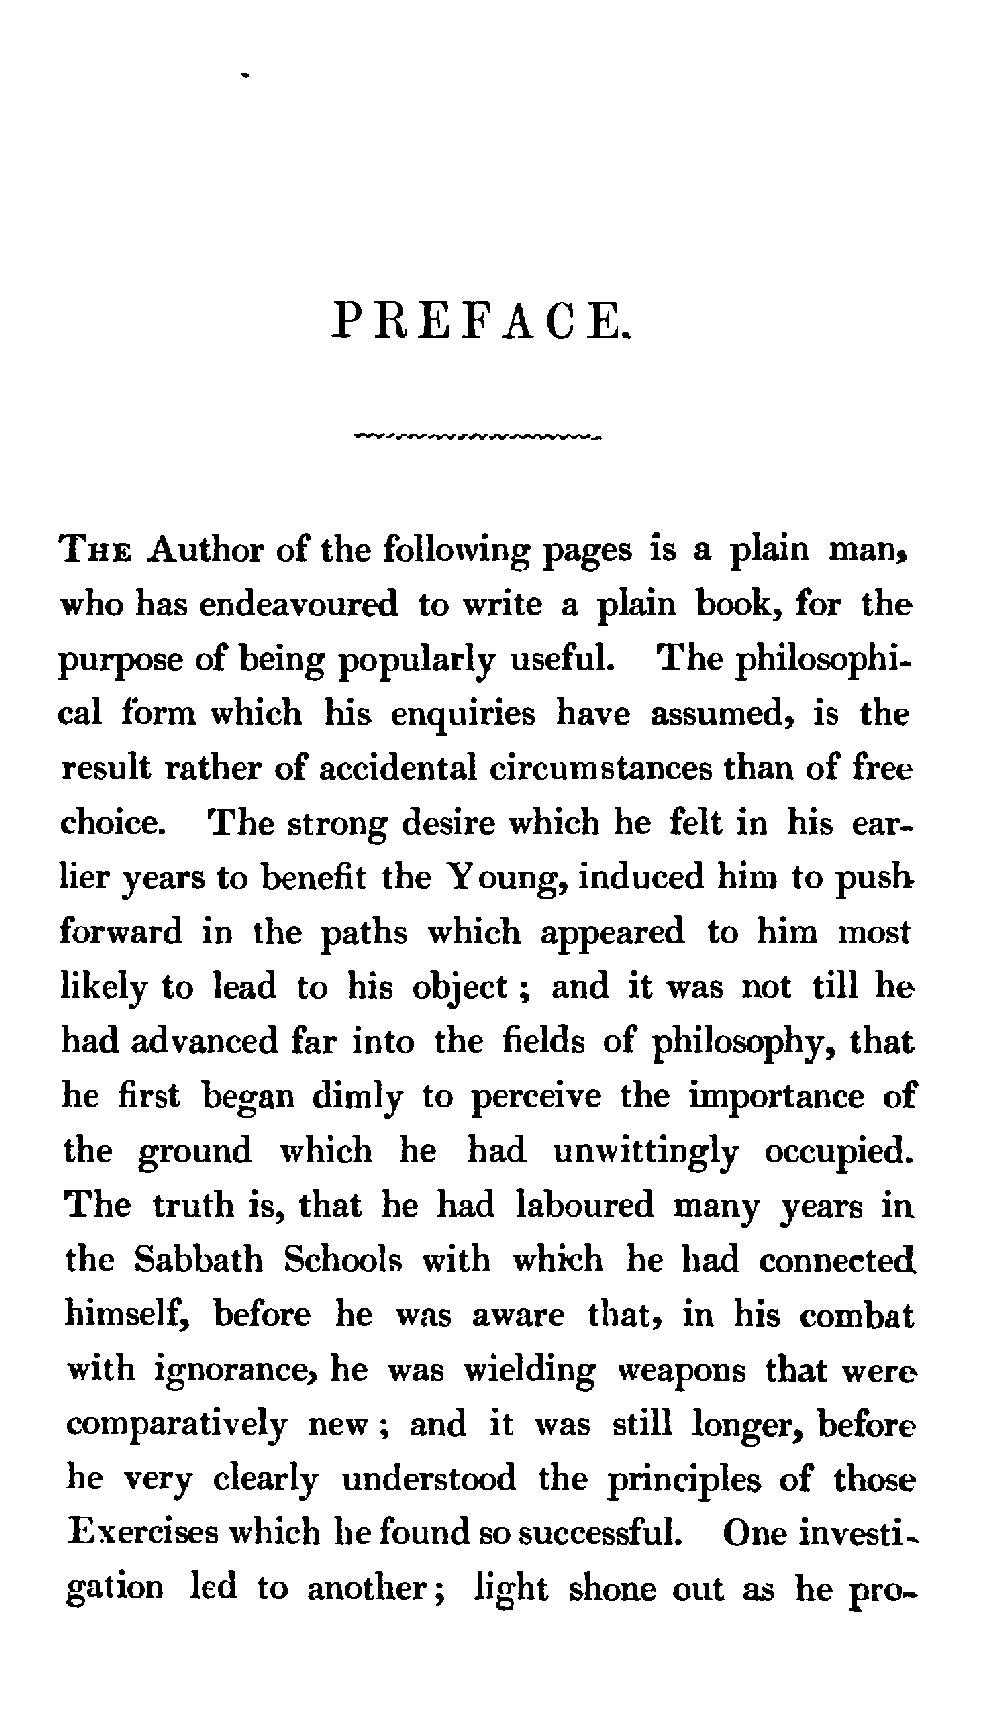 PREFACE.
THE Author of the following pages is a plain man,
who has endeavoured to write a plain book, for the
purpose of being popularly useful. The philosophi-
cal form which his enquiries have assumed, is the
result rather of accidental circumstances than of free
choice. The strong desire which he felt in his ear-
lier years to benefit the Young, induced him to push
forward in the paths which appeared to him most
likely to lead to his object ; and it was not till he
had advanced far into the fields of philosophy, that
he first began dimly to perceive the importance of
the ground which he had unwittingly occupied.
The truth is, that he had laboured many years in
the Sabbath Schools with which he had connected
himself, before he was aware that, in his combat
with ignorance, he was wielding weapons that were
comparatively new ; and it was still longer, before
he very clearly understood the principles of those
Exercises which he found so successful. One investi-
gation led to another ; light shone out as he pro-